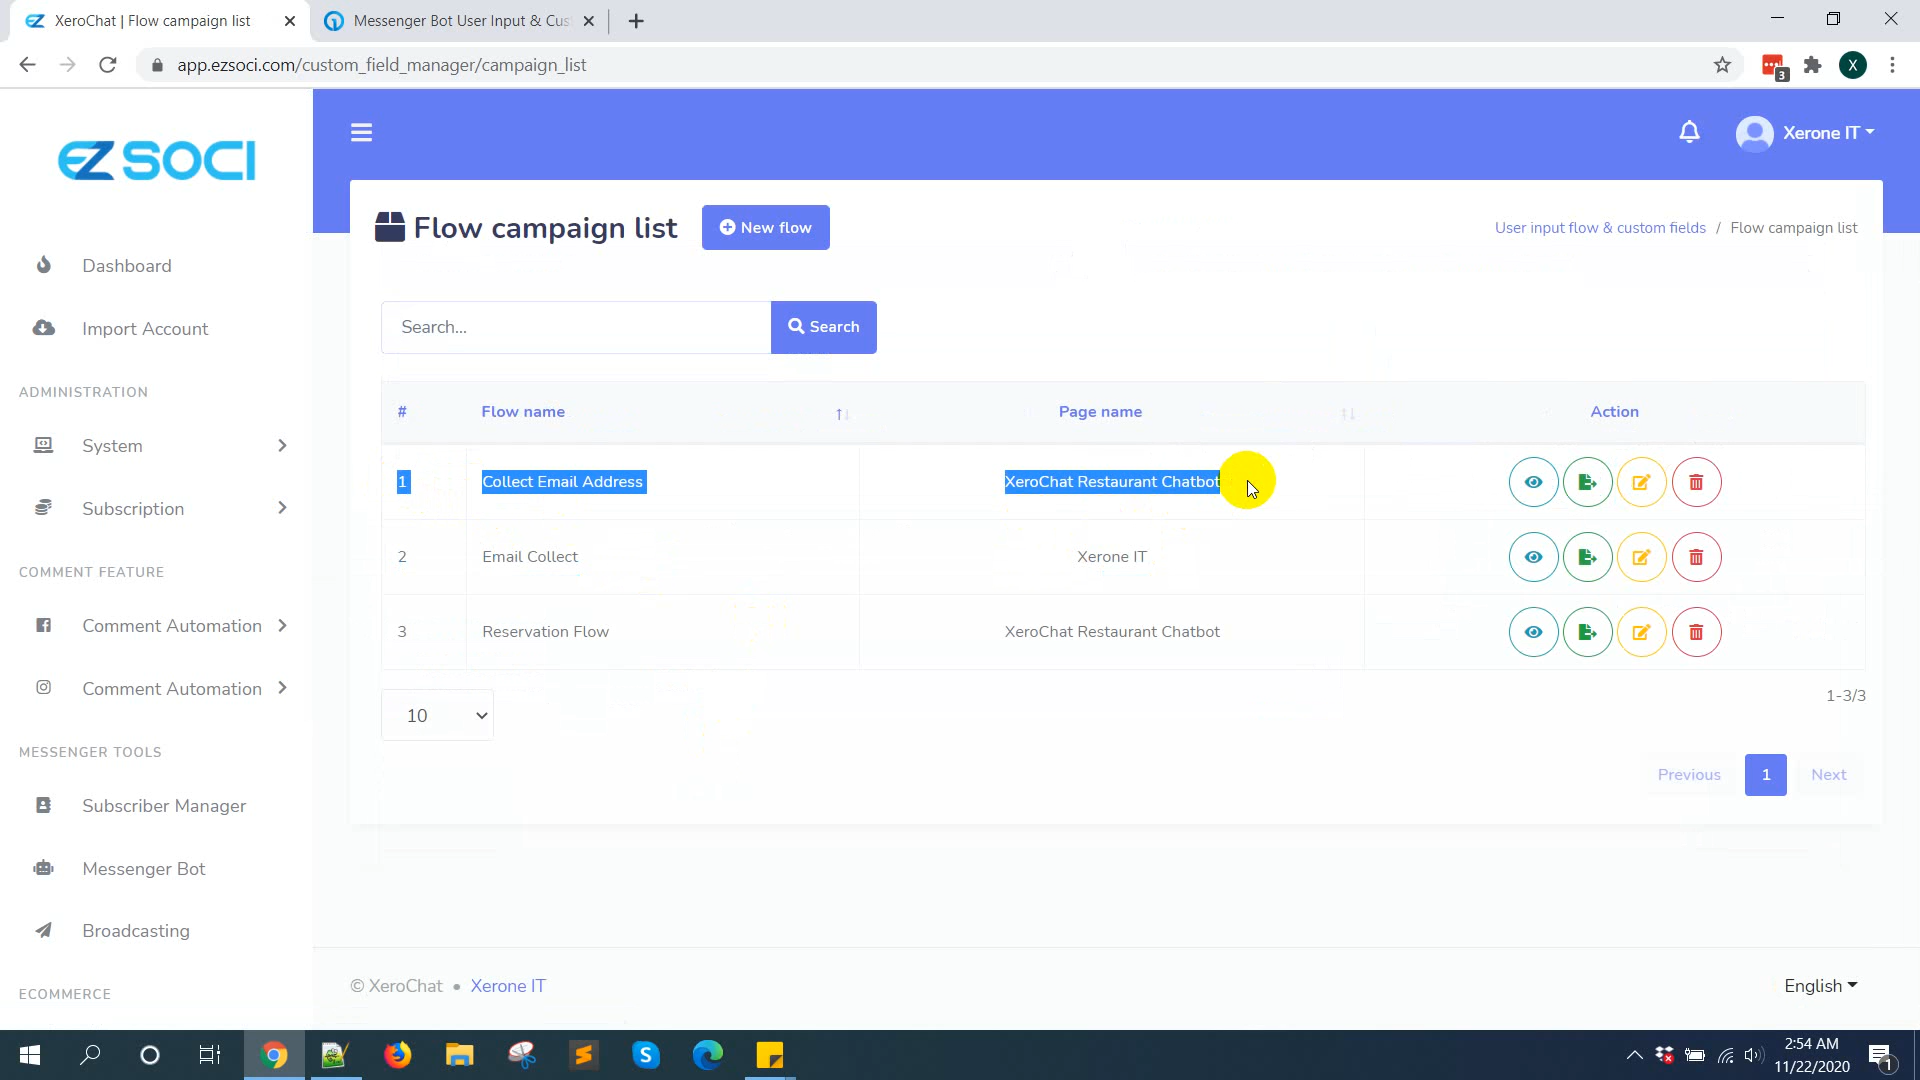 XeroChat | Flow campaign list
Messenger Bot User Input & Cus
app.ezsoci.com/custom_field_manager/campaign_list
3
X
EZ SOCI
Xerone IT
Flow campaign list
New flow
User input flow & custom fields / Flow campaign list
Dashboard
Import Account
ADMINISTRATION
System
Subscription
COMMENT FEATURE
Comment Automation
Comment Automation
MESSENGER TOOLS
Subscriber Manager
Messenger Bot
Broadcasting
ECOMMERCE
Search...
Search
# Flow name Page name Action
1 Collect Email Address XeroChat Restaurant Chatbot
2 Email Collect Xerone IT
3 Reservation Flow XeroChat Restaurant Chatbot
10
1-3/3
Previous 1 Next
© XeroChat • Xerone IT
English
2:54 AM
11/22/2020
1